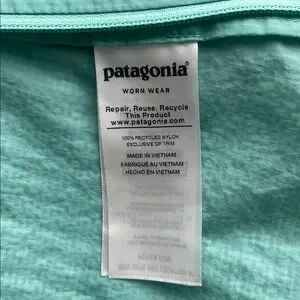 patagonia®
WORN WEAR
Repair, Reuse, Recycle
This Product
www.patagonia.com
100% RECYCLED NYLON
EXCLUSIVE OF TRIM
MADE IN VIETNAM
FABRIQUÉ AU VIETNAM
HECHO EN VIETNAM